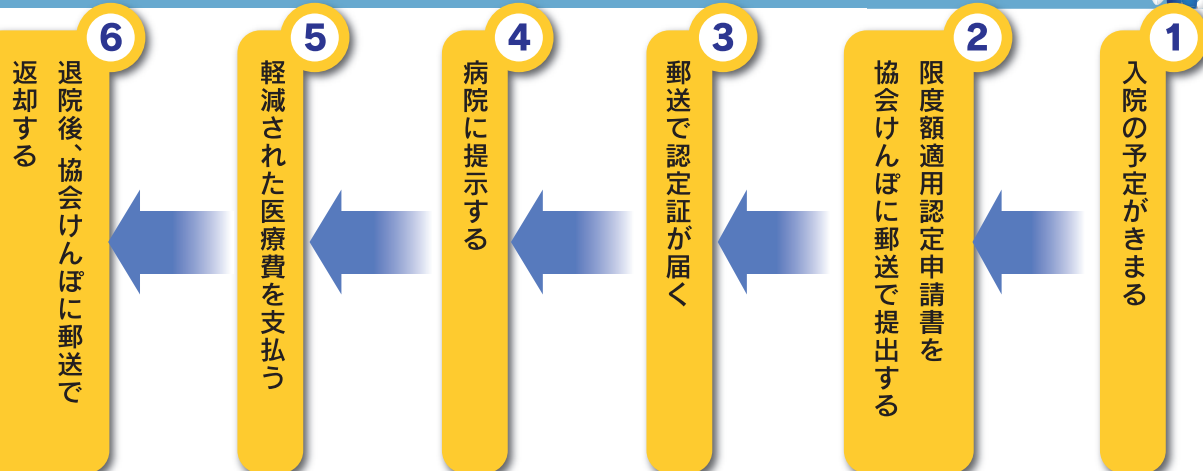 1
入院の予定がきまる
2
限度額適用認定申請書を
協会けんぽに郵送で提出する
3
郵送で認定証が届く
4
病院に提示する
5
軽減された医療費を支払う
6
退院後、協会けんぽに郵送で
返却する